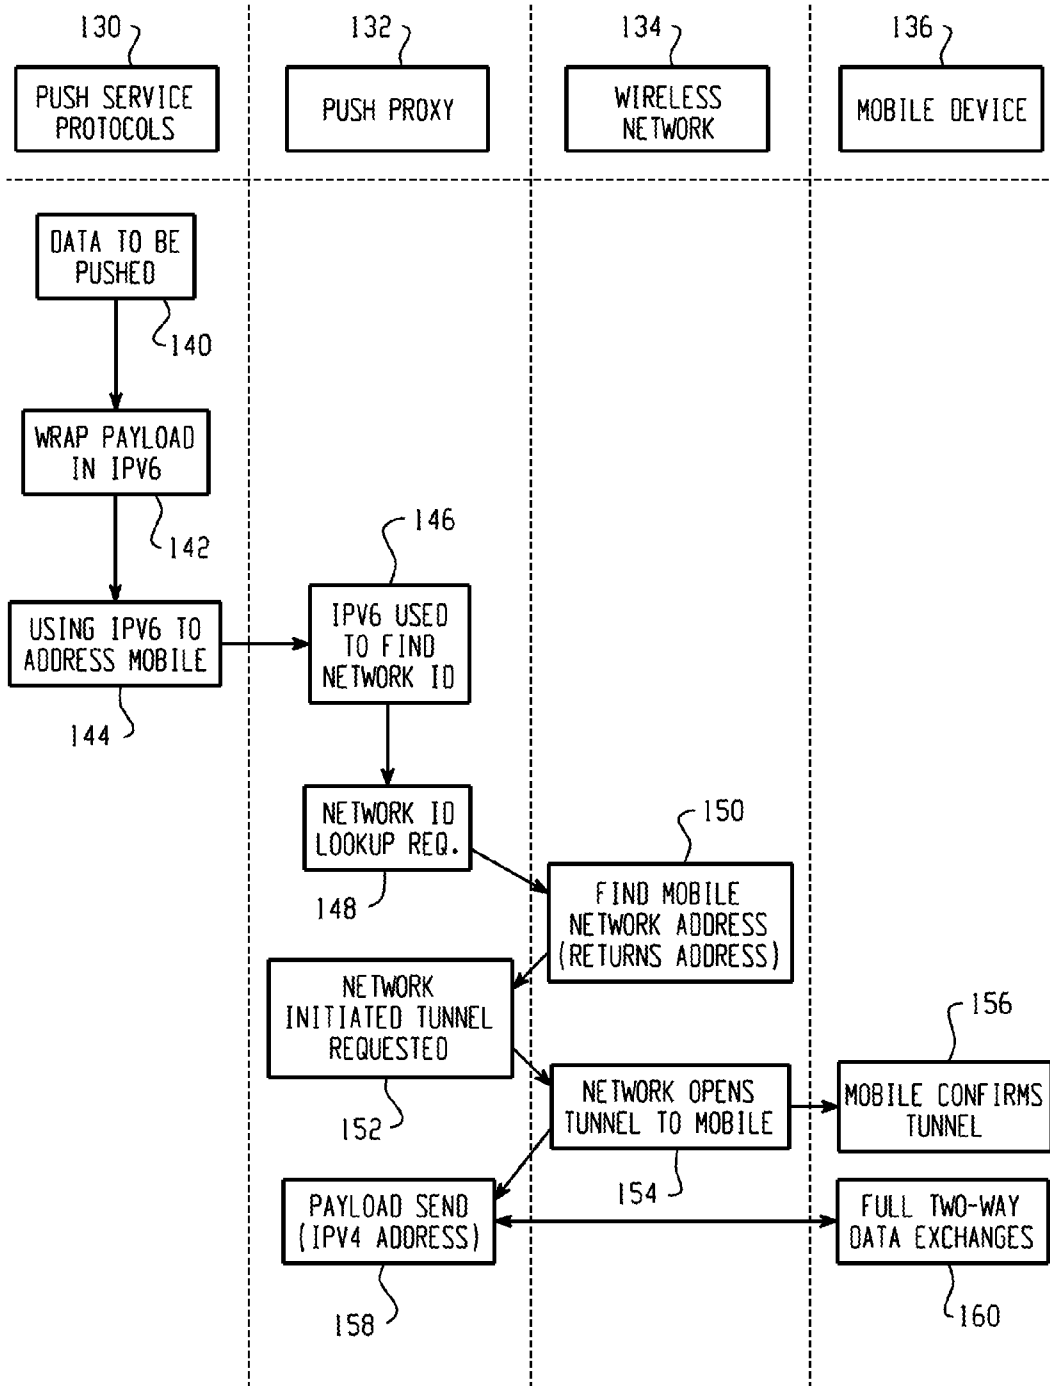 130
132
134
136
PUSH SERVICE
PROTOCOLS
PUSH PROXY
WIRELESS
NETWORK
MOBILE DEVICE
DATA TO BE
PUSHED
140
WRAP PAYLOAD
IN IPV6
142
USING IPV6 TO
ADDRESS MOBILE
144
146
IPV6 USED
TO FIND
NETWORK ID
NETWORK ID
LOOKUP REQ.
148
150
FIND MOBILE
NETWORK ADDRESS
(RETURNS ADDRESS)
NETWORK
INITIATED TUNNEL
REQUESTED
152
NETWORK OPENS
TUNNEL TO MOBILE
154
156
MOBILE CONFIRMS
TUNNEL
PAYLOAD SEND
(IPV4 ADDRESS)
158
FULL TWO-WAY
DATA EXCHANGES
160